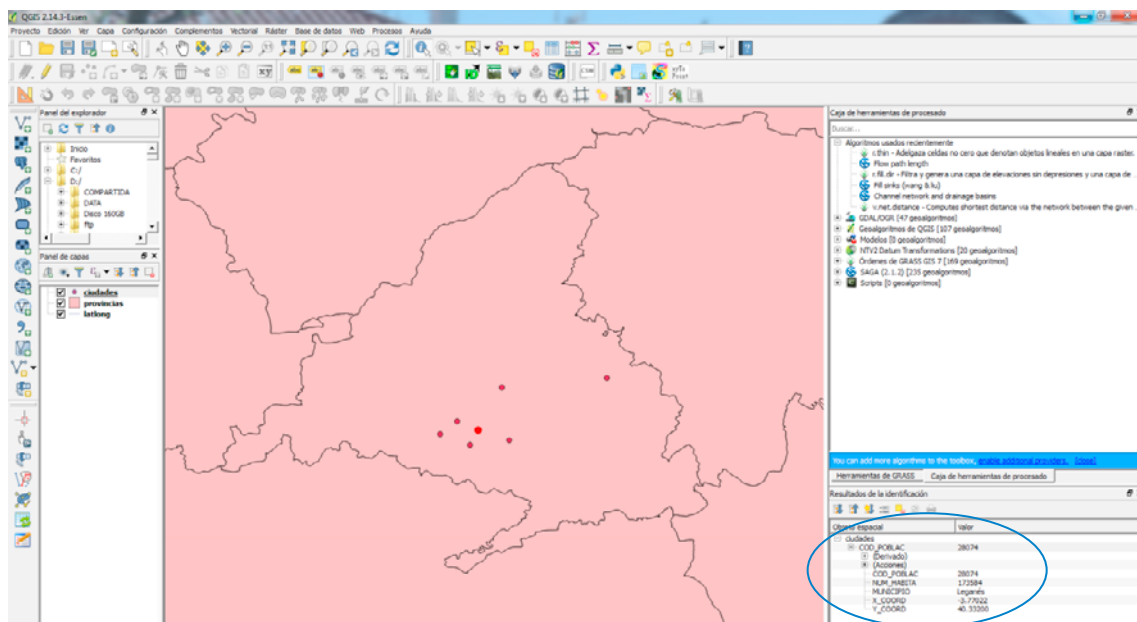 QGIS 2.14.3-Essen
Proyecto Edición Ver Capa Configuración Complementos Vectorial Ráster Base de datos Web Procesos Ayuda
Panel del explorador
Inicio
Favoritos
C:/
D:/
COMPARTIDA
DATA
Disco 160GB
ftp
Panel de capas
ciudades
provincias
latlong
Caja de herramientas de procesado
Buscar...
Algoritmos usados recientemente
r.thin - Adelgaza celdas no cero que denotan objetos lineales en una capa raster.
Flow path length
r.fill.dir - Filtra y genera una capa de elevaciones sin depresiones y una capa de ...
Fill sinks (wang & liu)
Channel network and drainage basins
v.net.distance - Computes shortest distance via the network between the given ...
GDAL/OGR [47 geoalgoritmos]
Geoalgoritmos de QGIS [107 geoalgoritmos]
Modelos [0 geoalgoritmos]
NTV2 Datum Transformations [20 geoalgoritmos]
Órdenes de GRASS GIS 7 [169 geoalgoritmos]
SAGA (2.1.2) [235 geoalgoritmos]
Scripts [0 geoalgoritmos]
You can add more algorithms to the toolbox, enable additional providers. [close]
Herramientas de GRASS Caja de herramientas de procesado
Resultados de la identificación
Objeto espacial Valor
ciudades
COD_POBLAC 28074
(Derivado)
(Acciones)
COD_POBLAC 28074
NUM_HABITA 173584
MUNICIPIO Leganés
X_COORD -3.77022
Y_COORD 40.33200